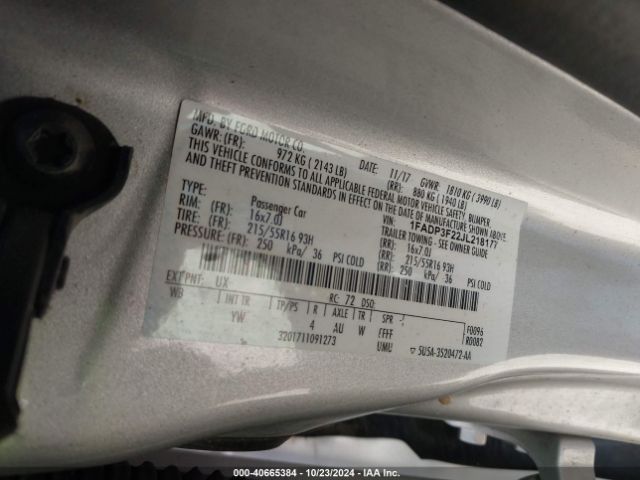 MFD. BY FORD MOTOR CO.
DATE: 11/17 GVWR: 1810 KG ( 3990 LB)
GAWR: (FR): 972 KG ( 2143 LB) (RR): 880 KG ( 1940 LB)
THIS VEHICLE CONFORMS TO ALL APPLICABLE FEDERAL MOTOR VEHICLE SAFETY, BUMPER
AND THEFT PREVENTION STANDARDS IN EFFECT ON THE DATE OF MANUFACTURE SHOWN ABOVE.
VIN: 1FADP3F22JL218177
TYPE: Passenger Car TRAILER TOWING - SEE OWNER GUIDE
RIM: (FR) 16x7.0J (RR): 16x7.0J
TIRE: (FR) 215/55R16 93H (RR): 215/55R16 93H
PRESSURE: (FR) 250 kPa/ 36 PSI COLD (RR): 250 kPa/ 36 PSI COLD
EXT PNT: UX RC: 72 DSO:
WB INT TR TP/PS R AXLE TR SPR
YW 4 AU W EFFF F0096
UMU R0082
3201711091273 5U5A-3520472-AA
000-40665384 | 10/23/2024 | IAA Inc.